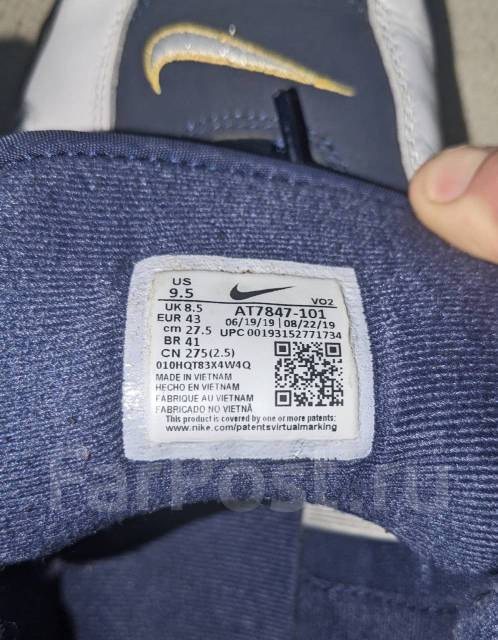 US
9.5
UK 8.5
EUR 43
cm 27.5
BR 41
CN 275(2.5)
VO2
AT7847-101
06/19/19 | 08/22/19
UPC 00193152771734
010HQT83X4W4Q
MADE IN VIETNAM
HECHO EN VIETNAM
FABRIQUE AU VIETNAM
FABRICADO NO VIETNÃ
This product is covered by one or more patents:
www.nike.com/patentsvirtualmarking
FarPost.ru